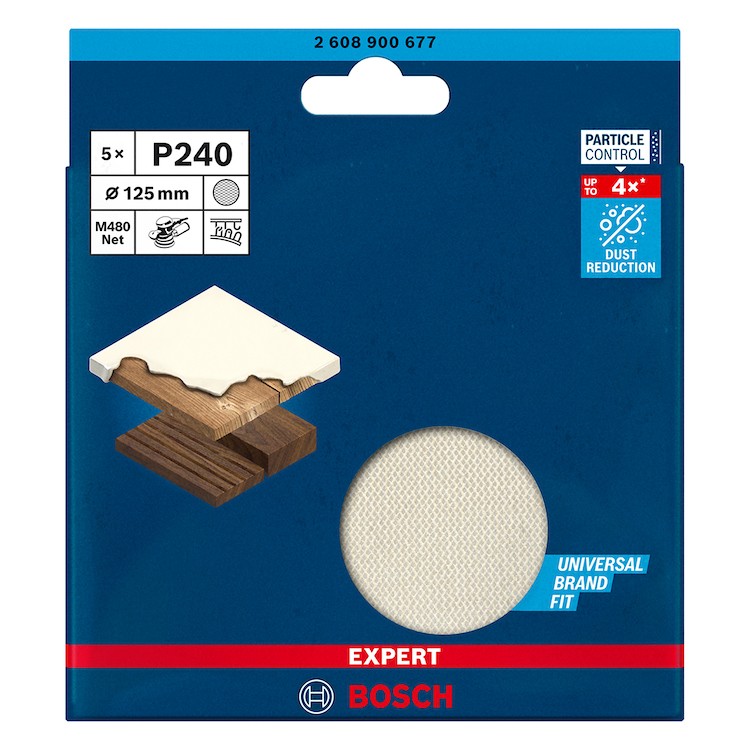 2 608 900 677
5× P240
Ø 125 mm
M480
Net
PARTICLE
CONTROL
UP
TO 4×*
DUST
REDUCTION
UNIVERSAL
BRAND
FIT
EXPERT
BOSCH